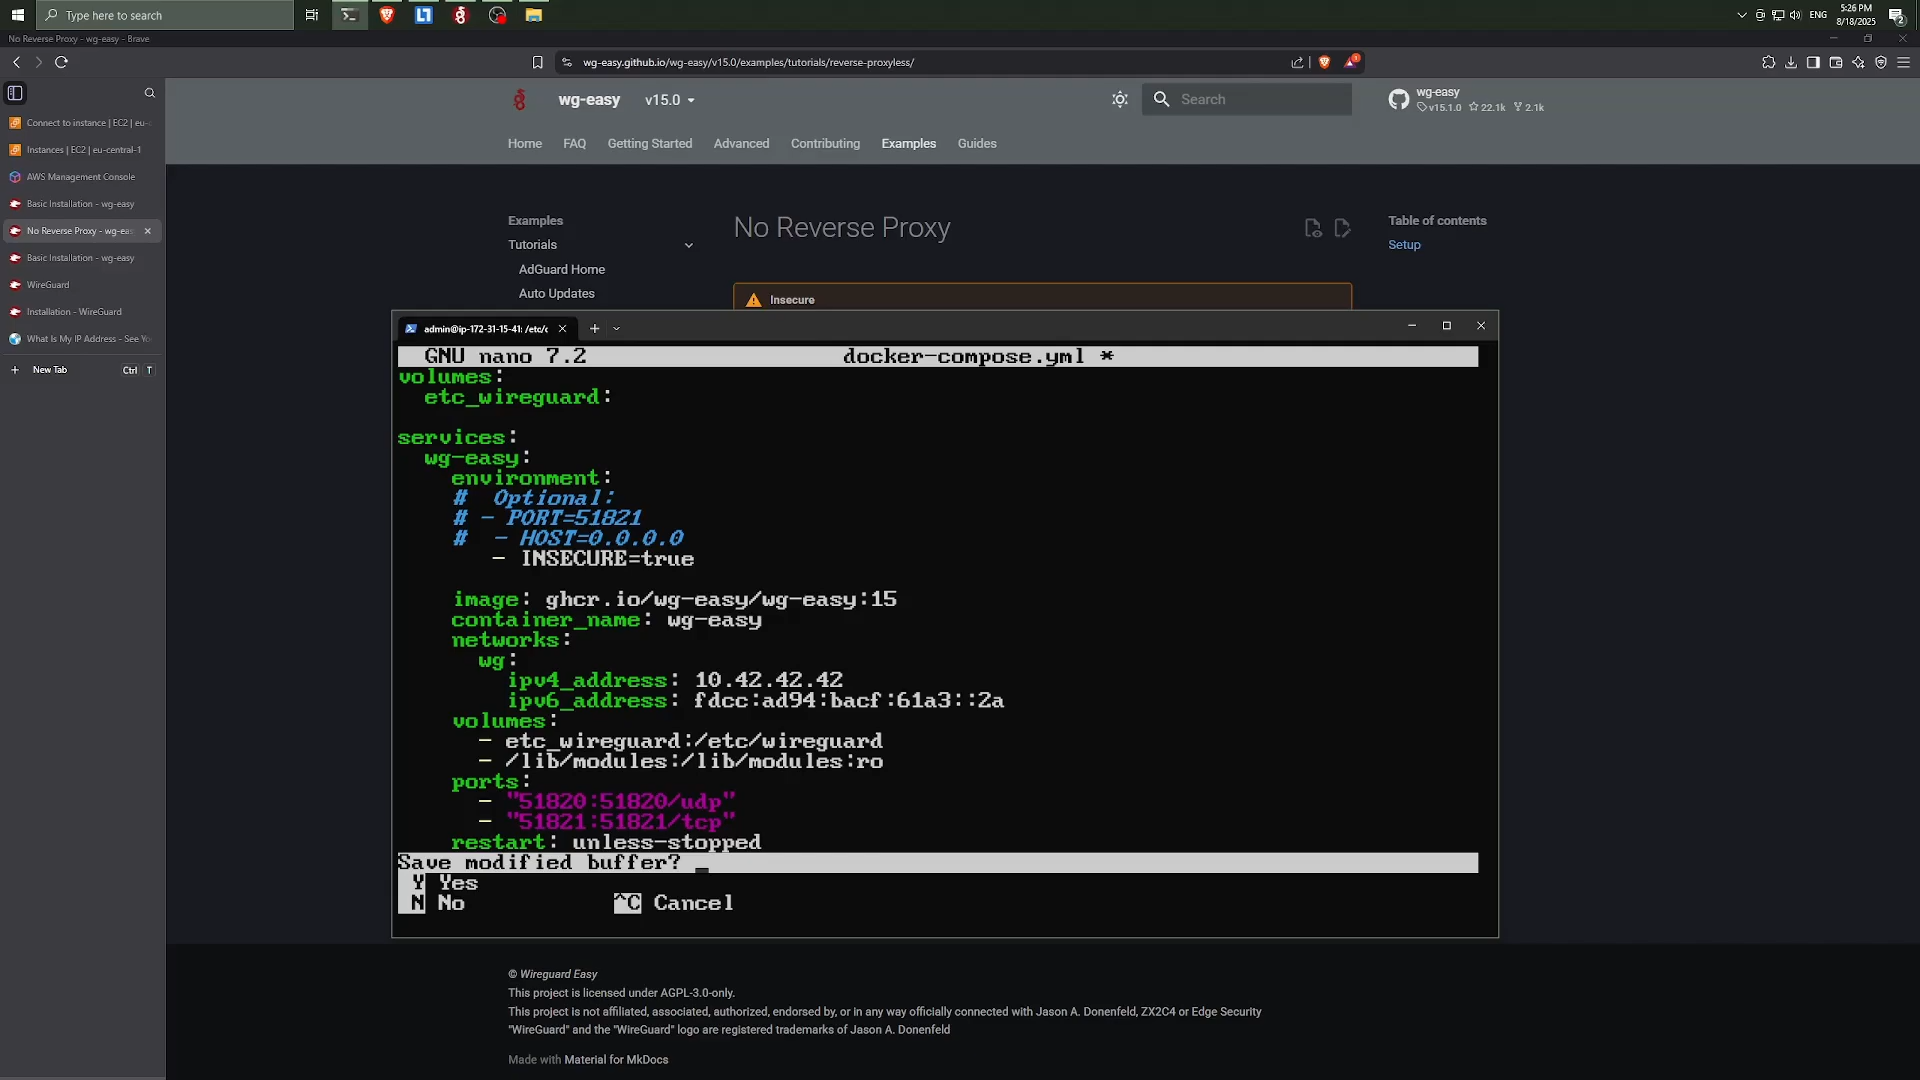 Type here to search
ENG
5:26 PM
8/18/2025
2
No Reverse Proxy - wg-easy - Brave
wg-easy.github.io/wg-easy/v15.0/examples/tutorials/reverse-proxyless/
1
wg-easy
v15.0
Search
wg-easy
v15.1.0 22.1k 2.1k
Home
FAQ
Getting Started
Advanced
Contributing
Examples
Guides
Connect to instance | EC2 | eu-
Instances | EC2 | eu-central-1
AWS Management Console
Basic Installation - wg-easy
No Reverse Proxy - wg-eas
Basic Installation - wg-easy
WireGuard
Installation - WireGuard
What Is My IP Address - See Yo
New Tab
Ctrl T
Examples
Tutorials
AdGuard Home
Auto Updates
No Reverse Proxy
Insecure
Table of contents
Setup
admin@ip-172-31-15-41: /etc/c
GNU nano 7.2 docker-compose.yml *
volumes:
etc_wireguard:
services:
wg-easy:
environment:
# Optional:
# - PORT=51821
# - HOST=0.0.0.0
- INSECURE=true
image: ghcr.io/wg-easy/wg-easy:15
container_name: wg-easy
networks:
wg:
ipv4_address: 10.42.42.42
ipv6_address: fdcc:ad94:bacf:61a3::2a
volumes:
- etc_wireguard:/etc/wireguard
- /lib/modules:/lib/modules:ro
ports:
- "51820:51820/udp"
- "51821:51821/tcp"
restart: unless-stopped
Save modified buffer?
Y Yes
N No ^C Cancel
© Wireguard Easy
This project is licensed under AGPL-3.0-only.
This project is not affiliated, associated, authorized, endorsed by, or in any way officially connected with Jason A. Donenfeld, ZX2C4 or Edge Security
"WireGuard" and the "WireGuard" logo are registered trademarks of Jason A. Donenfeld
Made with Material for MkDocs